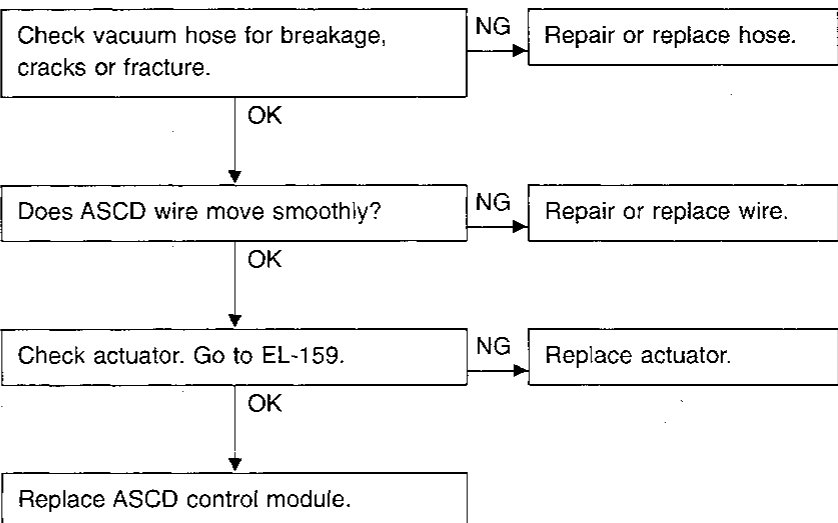 Check vacuum hose for breakage,
cracks or fracture.
NG
Repair or replace hose.
OK
Does ASCD wire move smoothly?
NG
Repair or replace wire.
OK
Check actuator. Go to EL-159.
NG
Replace actuator.
OK
Replace ASCD control module.